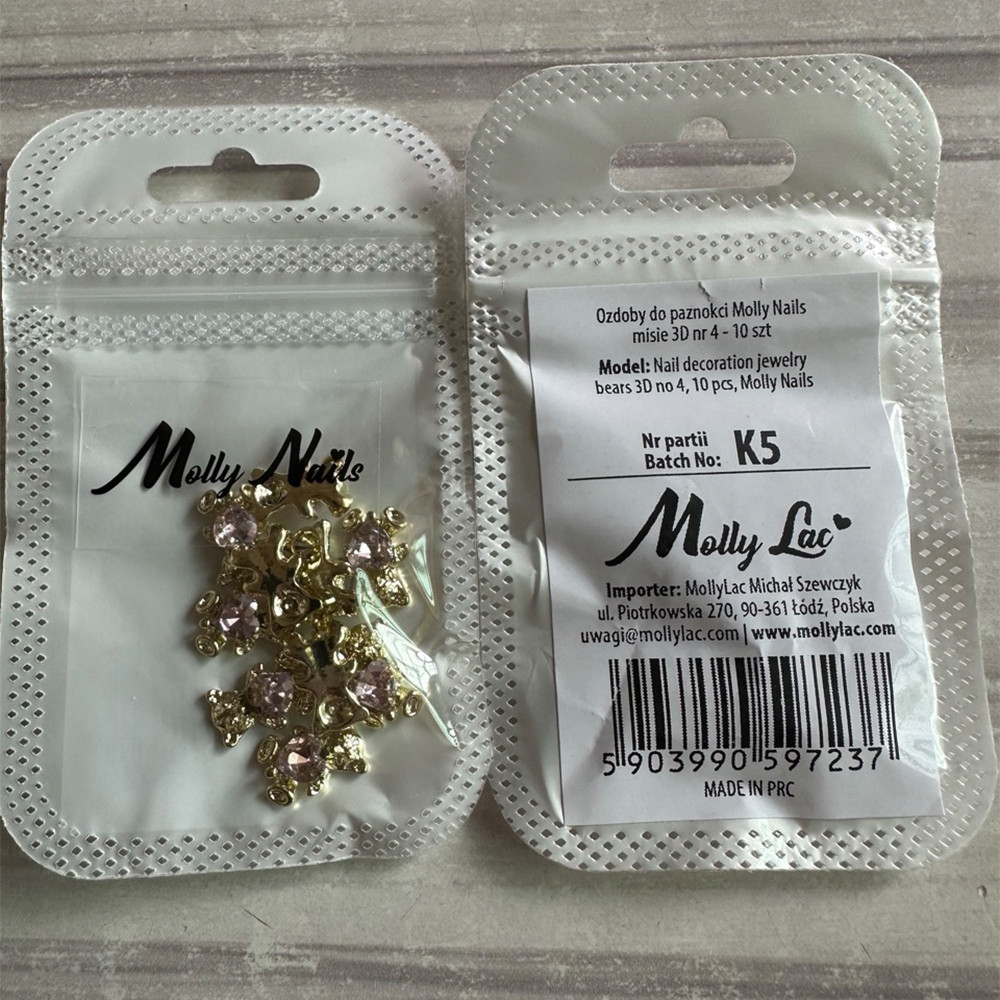 Molly Nails
Ozdoby do paznokci Molly Nails
misie 3D nr 4 - 10 szt
Model: Nail decoration jewelry
bears 3D no 4, 10 pcs, Molly Nails
Nr partii
Batch No: K5
Molly Lac
Importer: MollyLac Michał Szewczyk
ul. Piotrkowska 270, 90-361 Łódź, Polska
uwagi@mollylac.com | www.mollylac.com
5 903990 597237
MADE IN PRC